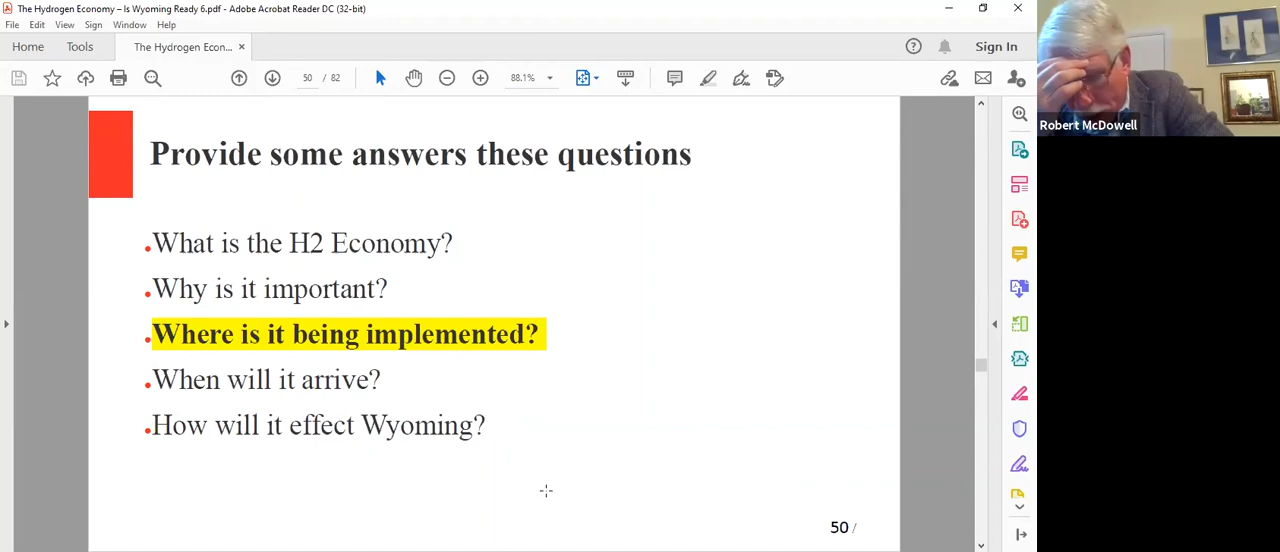 The Hydrogen Economy – Is Wyoming Ready 6.pdf - Adobe Acrobat Reader DC (32-bit)
File Edit View Sign Window Help
Home Tools The Hydrogen Econ... × Sign In
50 / 82 88.1%
Provide some answers these questions
What is the H2 Economy?
Why is it important?
Where is it being implemented?
When will it arrive?
How will it effect Wyoming?
50 /
Robert McDowell